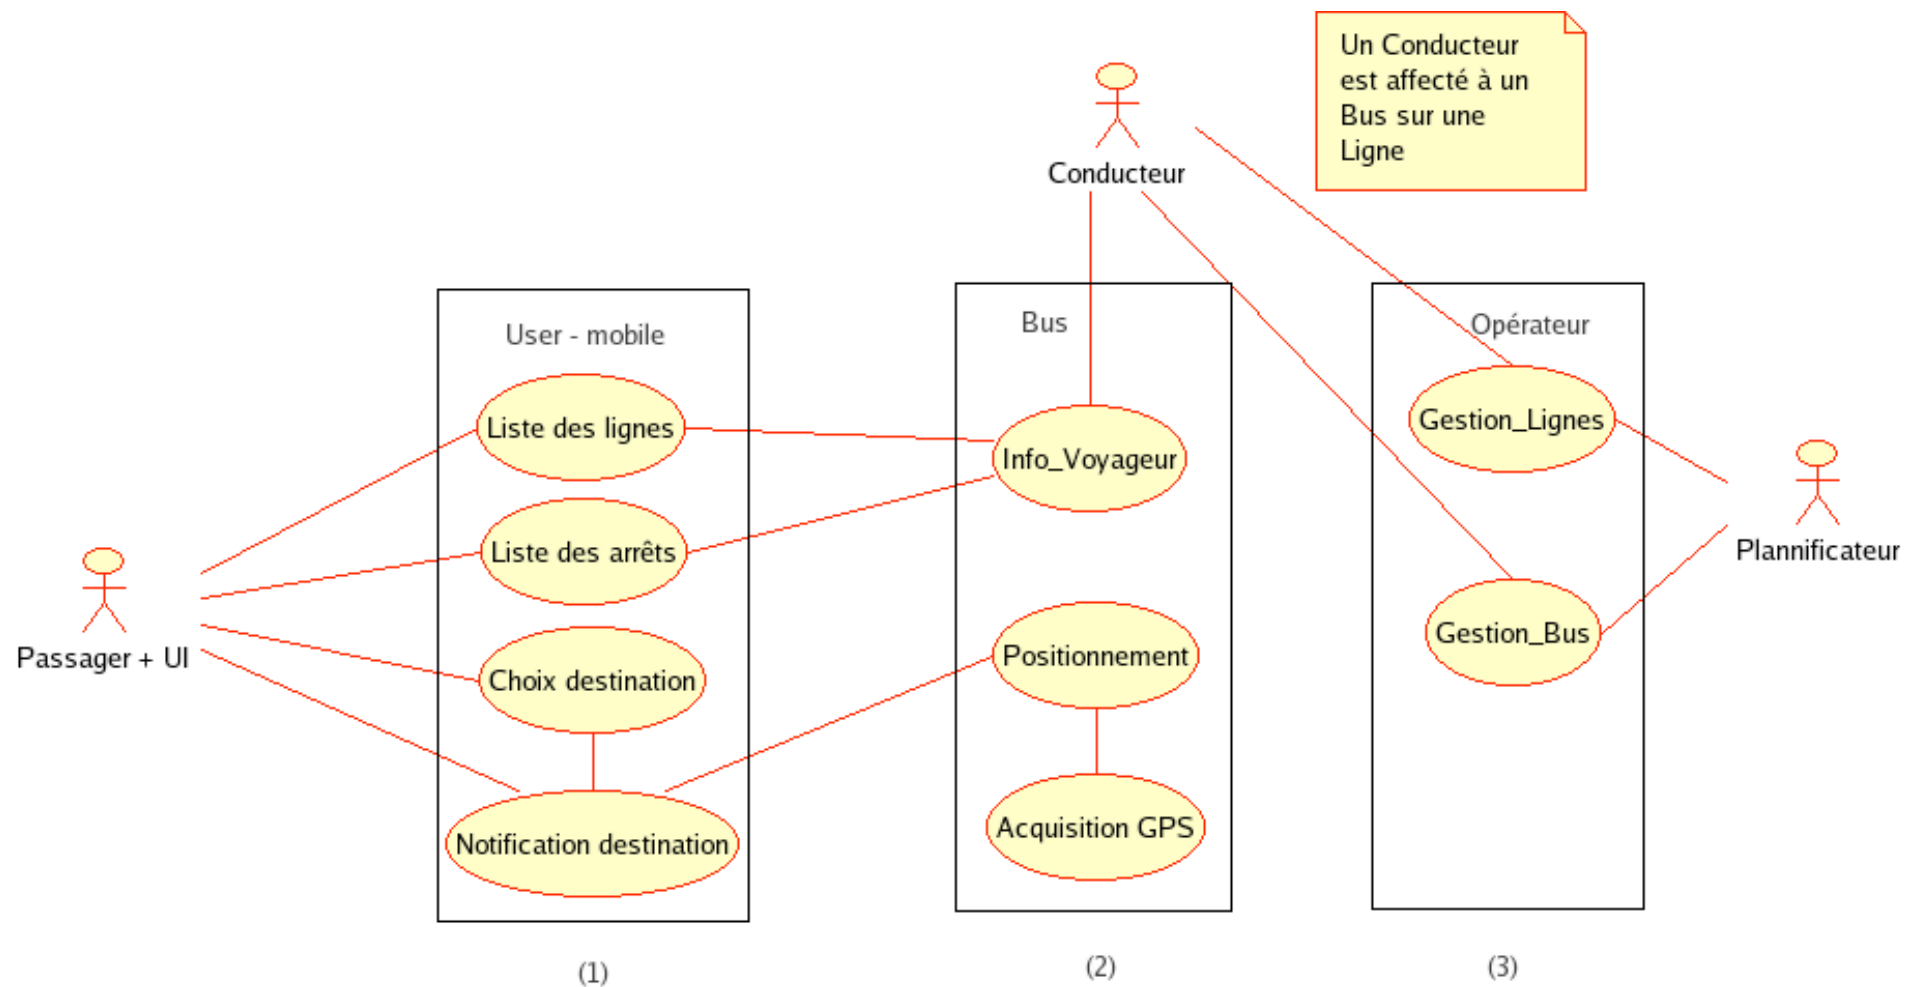 Un Conducteur
est affecté à un
Bus sur une
Ligne
Conducteur
User - mobile
Bus
Opérateur
Liste des lignes
Info_Voyageur
Gestion_Lignes
Liste des arrêts
Plannificateur
Passager + UI
Choix destination
Positionnement
Gestion_Bus
Notification destination
Acquisition GPS
(1)
(2)
(3)